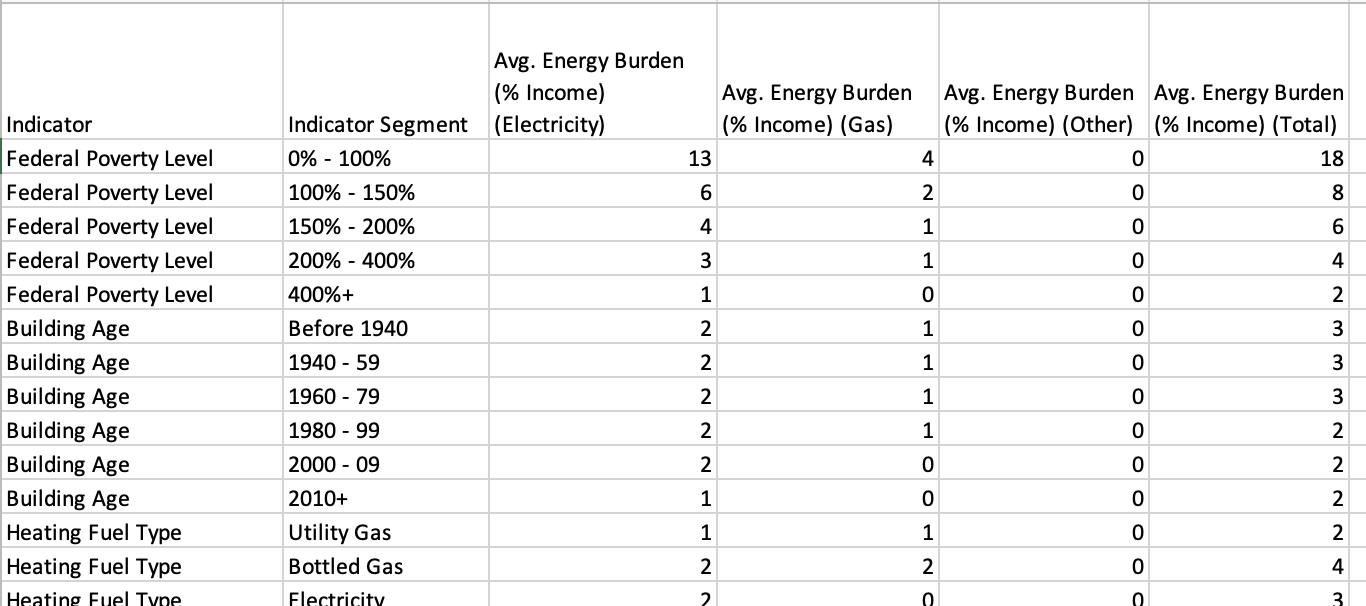 Indicator	Indicator Segment	Avg. Energy Burden (% Income) (Electricity)	Avg. Energy Burden (% Income) (Gas)	Avg. Energy Burden (% Income) (Other)	Avg. Energy Burden (% Income) (Total)
Federal Poverty Level	0% - 100%	13	4	0	18
Federal Poverty Level	100% - 150%	6	2	0	8
Federal Poverty Level	150% - 200%	4	1	0	6
Federal Poverty Level	200% - 400%	3	1	0	4
Federal Poverty Level	400%+	1	0	0	2
Building Age	Before 1940	2	1	0	3
Building Age	1940 - 59	2	1	0	3
Building Age	1960 - 79	2	1	0	3
Building Age	1980 - 99	2	1	0	2
Building Age	2000 - 09	2	0	0	2
Building Age	2010+	1	0	0	2
Heating Fuel Type	Utility Gas	1	1	0	2
Heating Fuel Type	Bottled Gas	2	2	0	4
Heating Fuel Type	Electricity	2	0	0	3